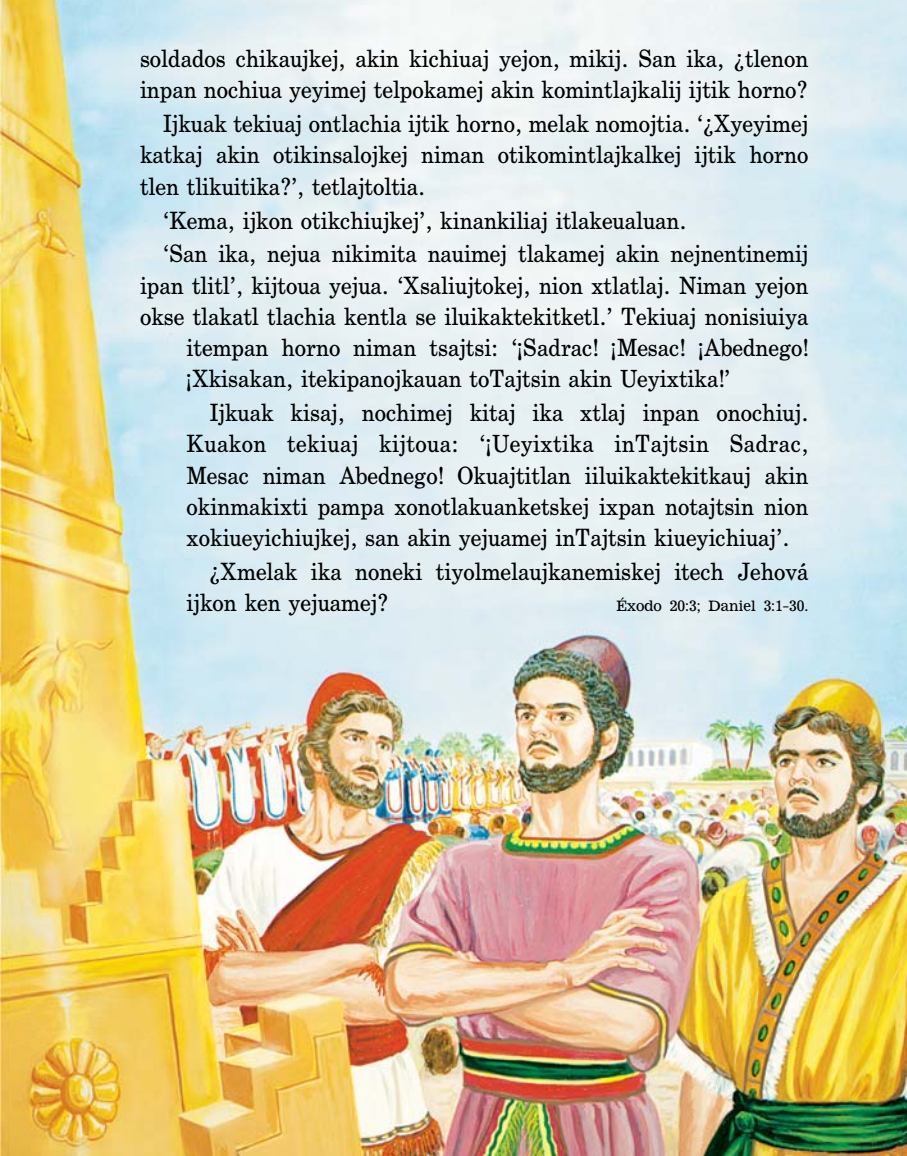 soldados chikaujkej, akin kichiuaj yejon, mikij. San ika, ¿tlenon
inpan nochiua yeyimej telpokamej akin komintlajkalij ijtik horno?
Ijkuak tekiuaj ontlachia ijtik horno, melak nomojtia. ‘¿Xyeyimej
katkaj akin otikinsalojkej niman otikomintlajkalkej ijtik horno
tlen tlikuitika?’, tetlajtoltia.
‘Kema, ijkon otikchiujkej’, kinankiliaj itlakeualuan.
‘San ika, nejua nikimita nauimej tlakamej akin nejnentinemij
ipan tlitl’, kijtoua yejua. ‘Xsaliujtokej, nion xtlatlaj. Niman yejon
okse tlakatl tlachia kentla se iluikaktekitketl.’ Tekiuaj nonisiuiya
itempan horno niman tsajtsi: ‘¡Sadrac! ¡Mesac! ¡Abednego!
¡Xkisakan, itekipanojkauan toTajtsin akin Ueyixtika!’
Ijkuak kisaj, nochimej kitaj ika xtlaj inpan onochiuj.
Kuakon tekiuaj kijtoua: ‘¡Ueyixtika inTajtsin Sadrac,
Mesac niman Abednego! Okuajtitlan iiluikaktekitkauj akin
okinmakixti pampa xonotlakuanketskej ixpan notajtsin nion
xokiueyichiujkej, san akin yejuamej inTajtsin kiueyichiuaj’.
¿Xmelak ika noneki tiyolmelaujkanemiskej itech Jehová
ijkon ken yejuamej?
Éxodo 20:3; Daniel 3:1-30.